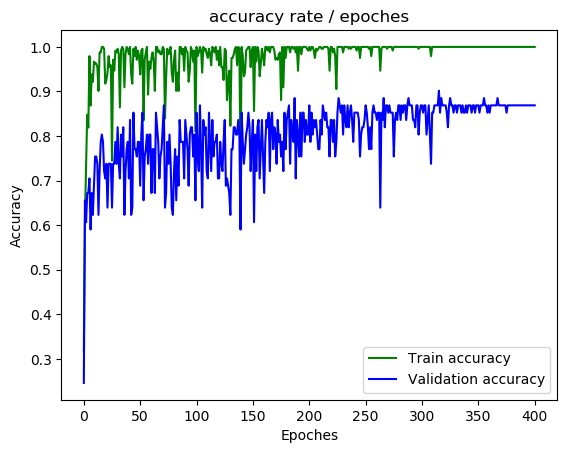 accuracy rate / epoches
1.0
0.9
0.8
0.7
0.6
0.5
0.4
0.3
Accuracy
0 50 100 150 200 250 300 350 400
Epoches
Train accuracy
Validation accuracy